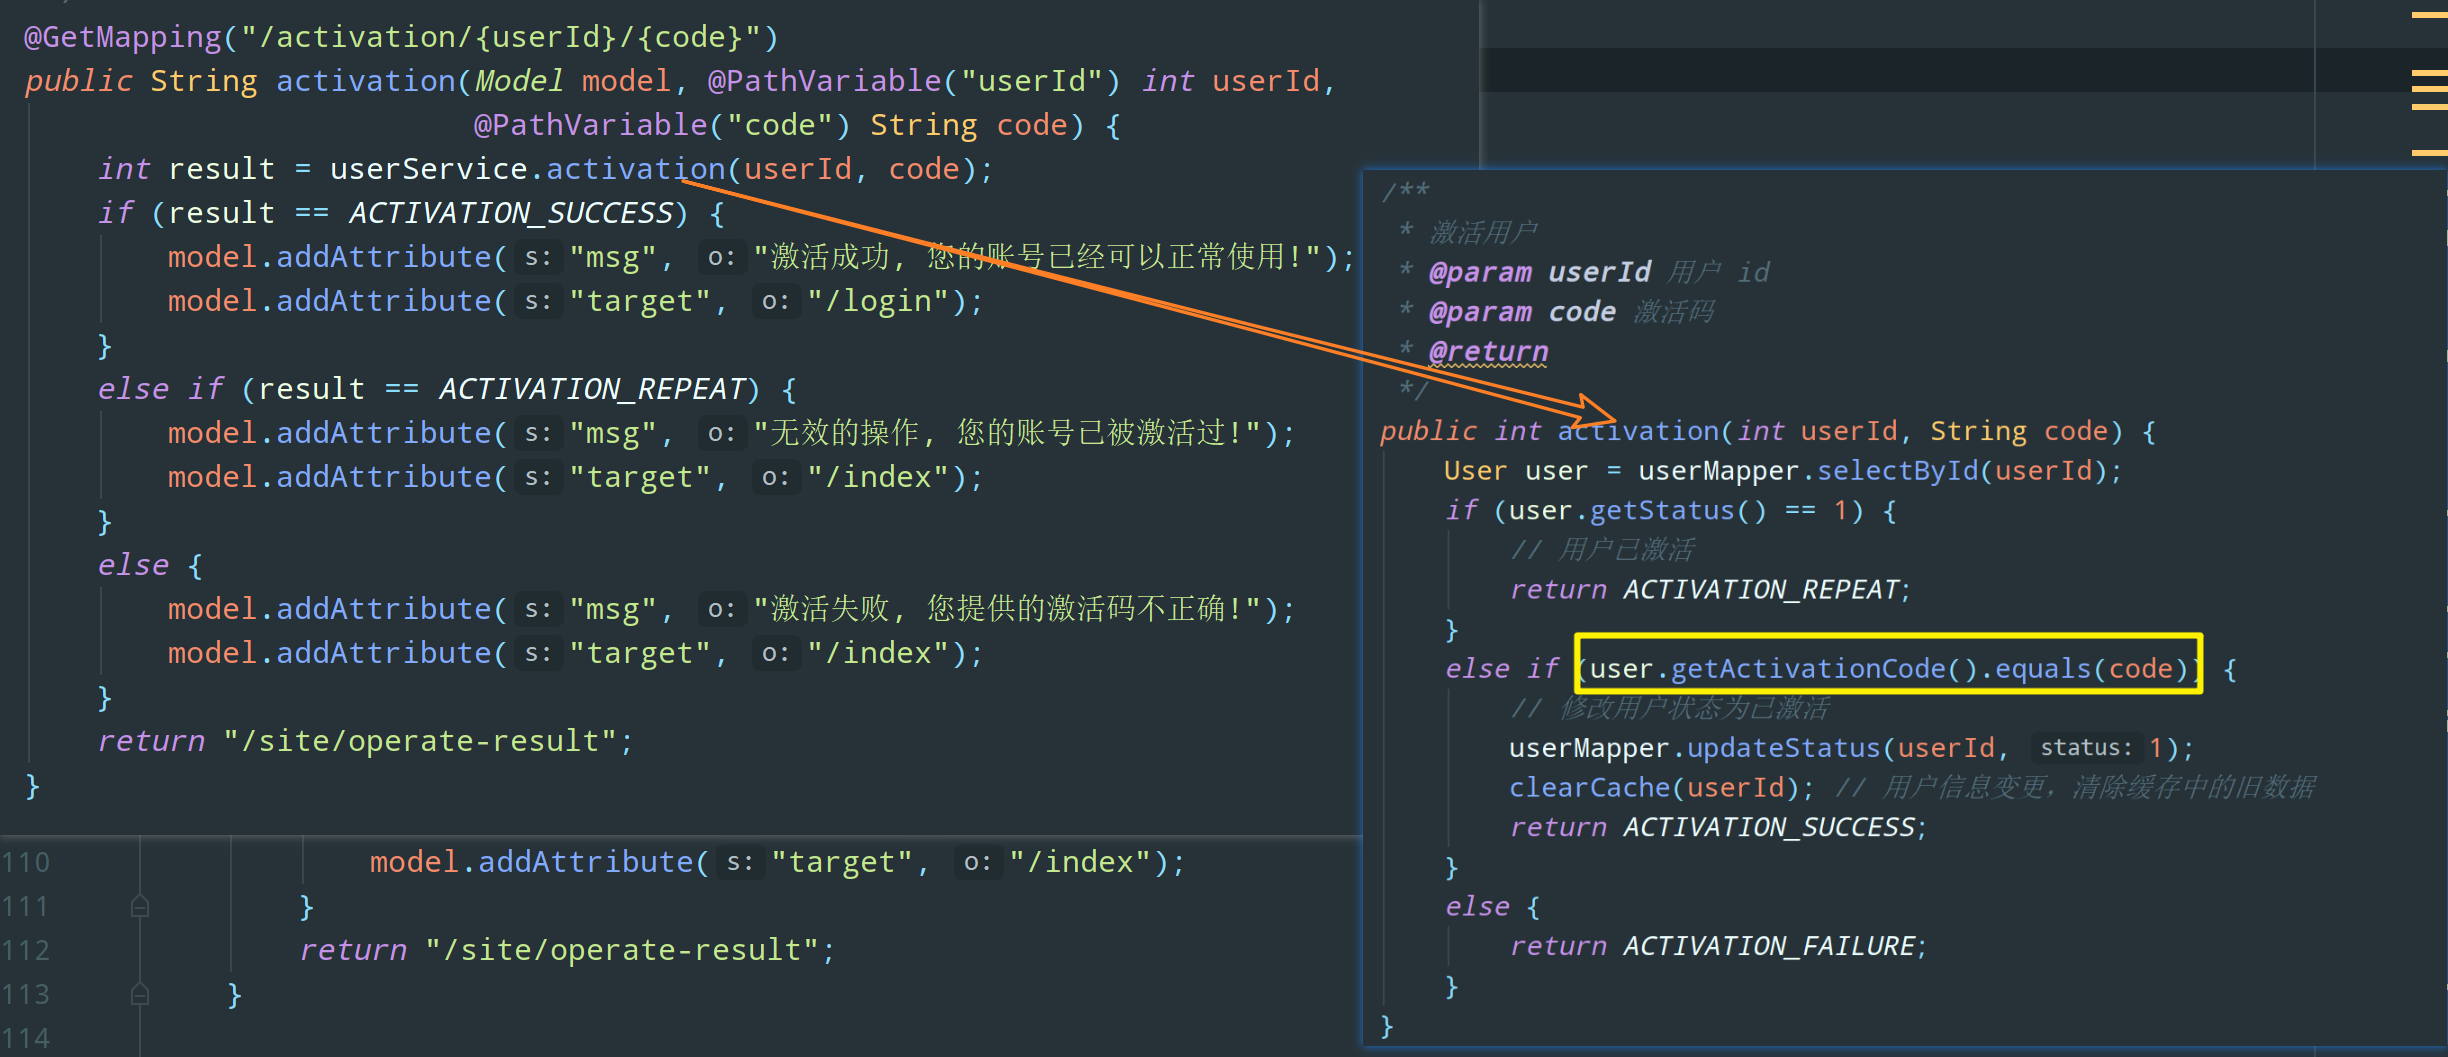 @GetMapping("/activation/{userId}/{code}")
public String activation(Model model, @PathVariable("userId") int userId,
@PathVariable("code") String code) {
int result = userService.activation(userId, code);
if (result == ACTIVATION_SUCCESS) {
model.addAttribute( s: "msg", o: "激活成功, 您的账号已经可以正常使用!");
model.addAttribute( s: "target", o: "/login");
}
else if (result == ACTIVATION_REPEAT) {
model.addAttribute( s: "msg", o: "无效的操作, 您的账号已被激活过!");
model.addAttribute( s: "target", o: "/index");
}
else {
model.addAttribute( s: "msg", o: "激活失败, 您提供的激活码不正确!");
model.addAttribute( s: "target", o: "/index");
}
return "/site/operate-result";
}
110 model.addAttribute( s: "target", o: "/index");
111 }
112 return "/site/operate-result";
113 }
114
/**
* 激活用户
* @param userId 用户 id
* @param code 激活码
* @return
*/
public int activation(int userId, String code) {
User user = userMapper.selectById(userId);
if (user.getStatus() == 1) {
// 用户已激活
return ACTIVATION_REPEAT;
}
else if (user.getActivationCode().equals(code)) {
// 修改用户状态为已激活
userMapper.updateStatus(userId, status: 1);
clearCache(userId); // 用户信息变更，清除缓存中的旧数据
return ACTIVATION_SUCCESS;
}
else {
return ACTIVATION_FAILURE;
}
}